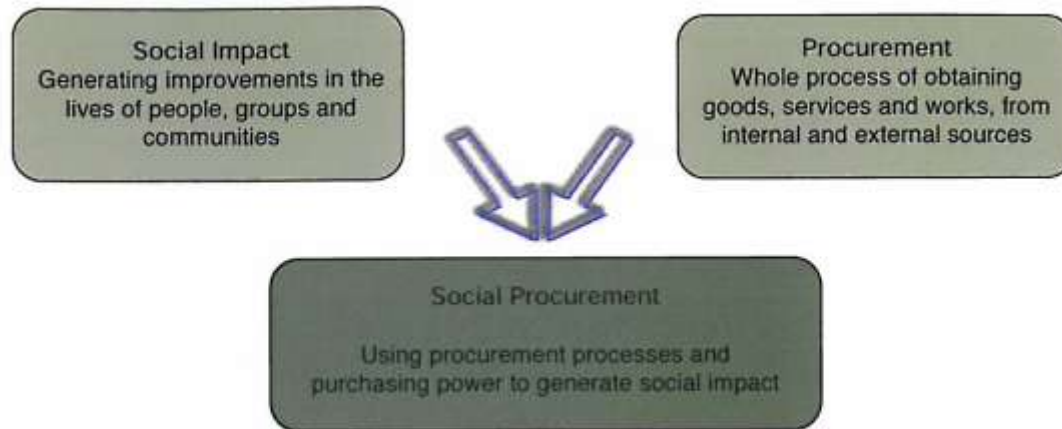 Social Impact
Generating improvements in the
lives of people, groups and
communities
Procurement
Whole process of obtaining
goods, services and works, from
internal and external sources
Social Procurement
Using procurement processes and
purchasing power to generate social impact